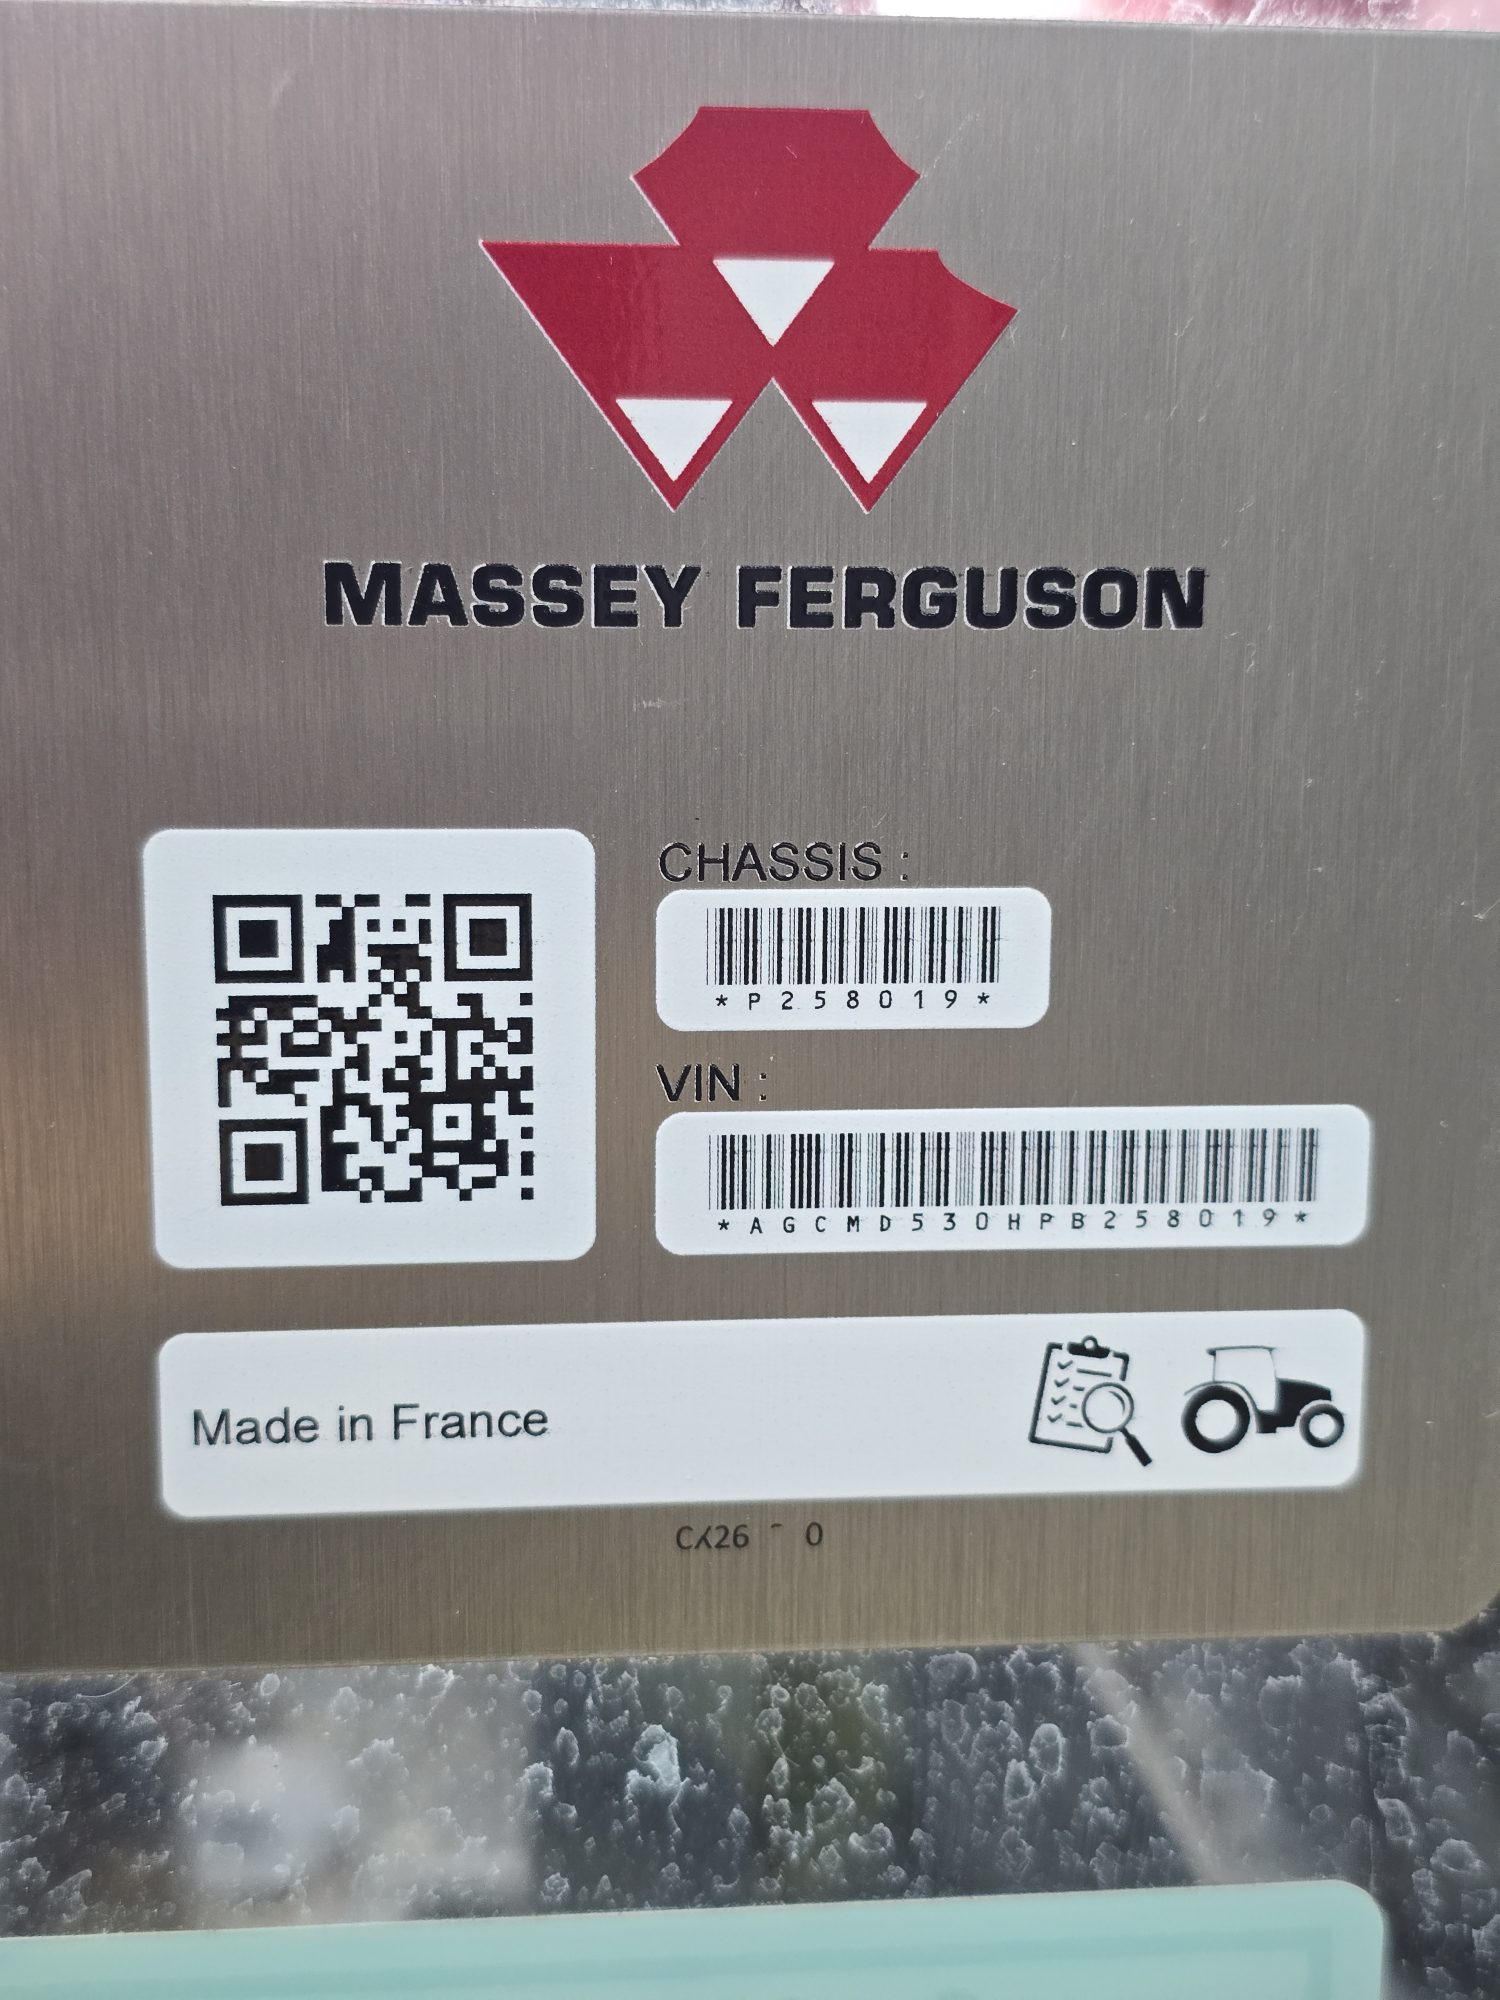 MASSEY FERGUSON
CHASSIS :
*P258019*
VIN :
*AGCMD530HPB258019*
Made in France